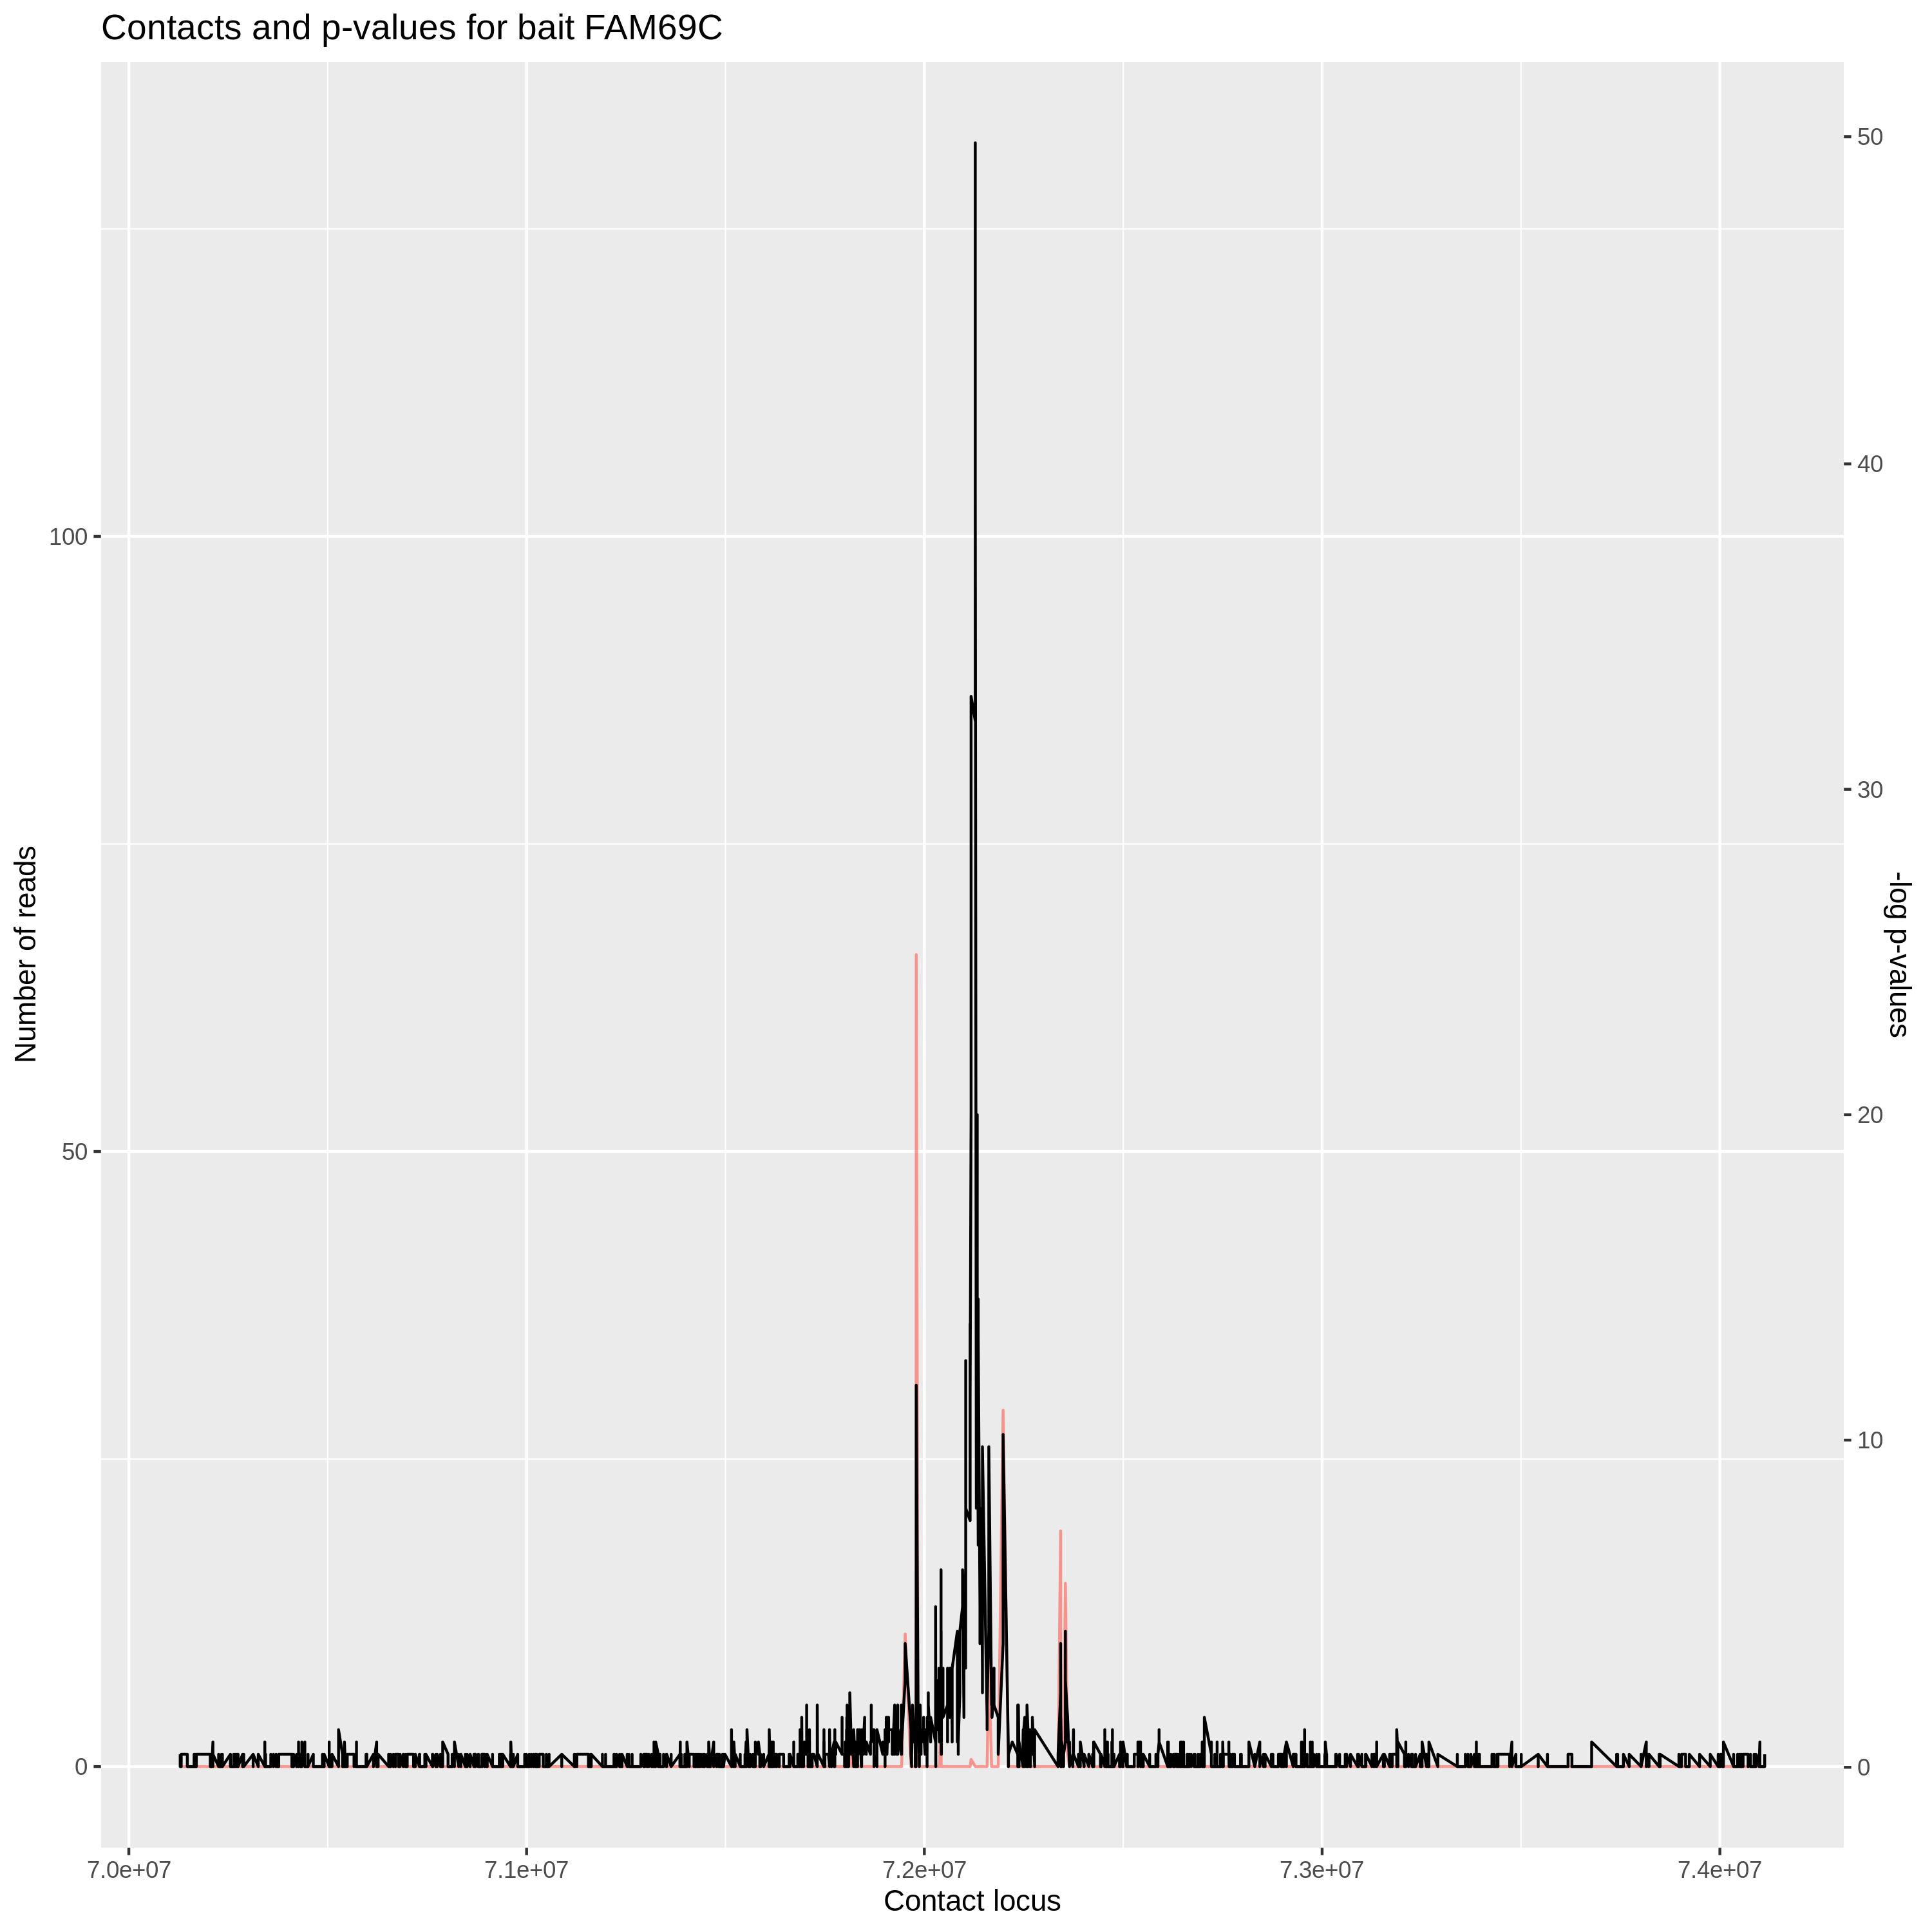 Contacts and p-values for bait FAM69C
Number of reads
100
50
0
50
40
30
20
10
0
-log p-values
7.0e+07 7.1e+07 7.2e+07 7.3e+07 7.4e+07
Contact locus